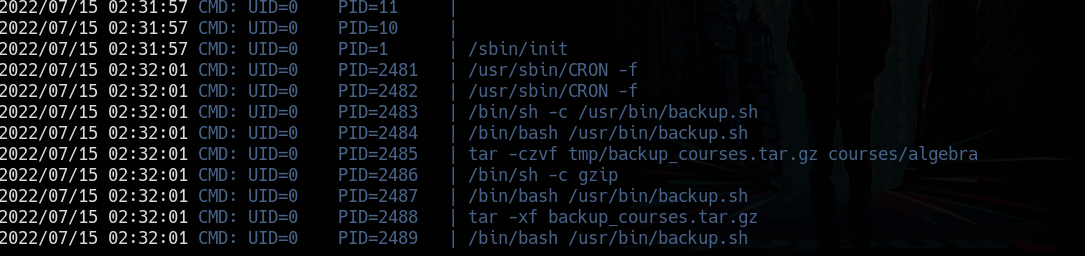 2022/07/15 02:31:57 CMD: UID=0    PID=11     |
2022/07/15 02:31:57 CMD: UID=0    PID=10     |
2022/07/15 02:31:57 CMD: UID=0    PID=1      | /sbin/init
2022/07/15 02:32:01 CMD: UID=0    PID=2481   | /usr/sbin/CRON -f
2022/07/15 02:32:01 CMD: UID=0    PID=2482   | /usr/sbin/CRON -f
2022/07/15 02:32:01 CMD: UID=0    PID=2483   | /bin/sh -c /usr/bin/backup.sh
2022/07/15 02:32:01 CMD: UID=0    PID=2484   | /bin/bash /usr/bin/backup.sh
2022/07/15 02:32:01 CMD: UID=0    PID=2485   | tar -czvf tmp/backup_courses.tar.gz courses/algebra
2022/07/15 02:32:01 CMD: UID=0    PID=2486   | /bin/sh -c gzip
2022/07/15 02:32:01 CMD: UID=0    PID=2487   | /bin/bash /usr/bin/backup.sh
2022/07/15 02:32:01 CMD: UID=0    PID=2488   | tar -xf backup_courses.tar.gz
2022/07/15 02:32:01 CMD: UID=0    PID=2489   | /bin/bash /usr/bin/backup.sh